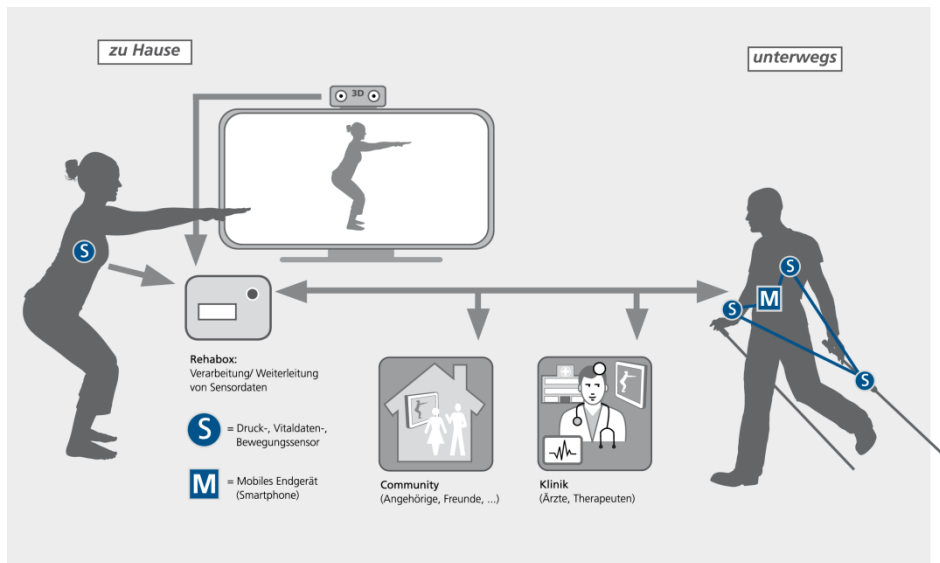 zu Hause
unterwegs
3D
S
S
M
S
S
Rehabox:
Verarbeitung/ Weiterleitung
von Sensordaten
S = Druck-, Vitaldaten-,
Bewegungssensor
M = Mobiles Endgerät
(Smartphone)
Community
(Angehörige, Freunde, ...)
Klinik
(Ärzte, Therapeuten)